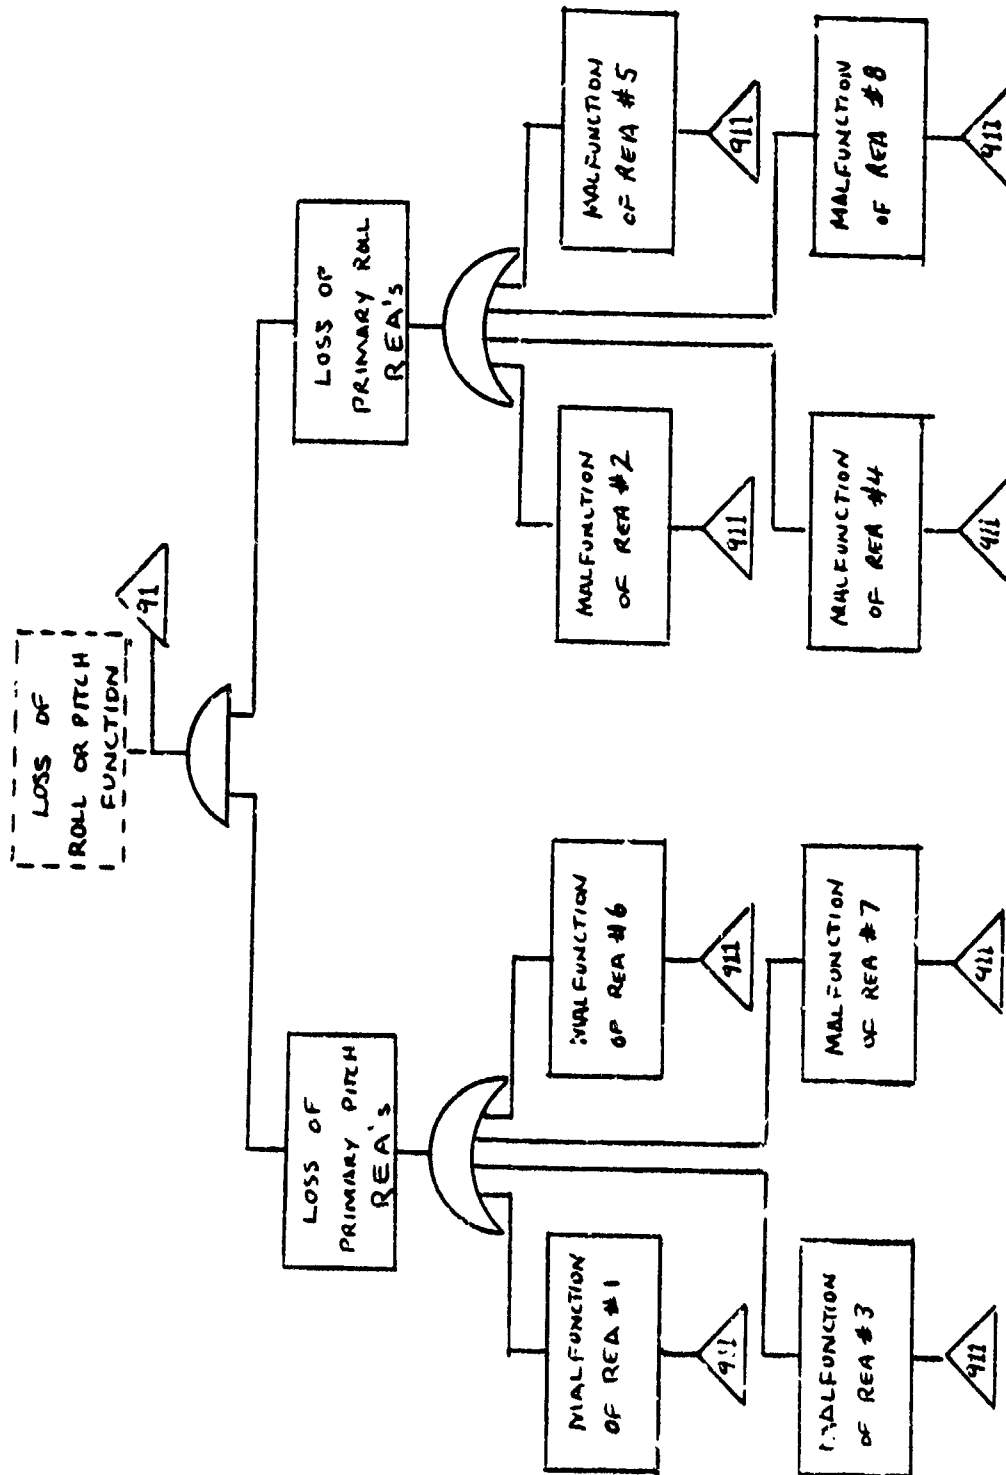 LOSS OF
ROLL OR PITCH
FUNCTION
91
LOSS OF
PRIMARY PITCH
REA's
LOSS OF
PRIMARY ROLL
REA's
MALFUNCTION
OF REA #1
911
MALFUNCTION
OF REA #6
911
MALFUNCTION
OF REA #2
911
MALFUNCTION
OF REA #5
911
MALFUNCTION
OF REA #3
911
MALFUNCTION
OF REA #7
911
MALFUNCTION
OF REA #4
911
MALFUNCTION
OF REA #8
911